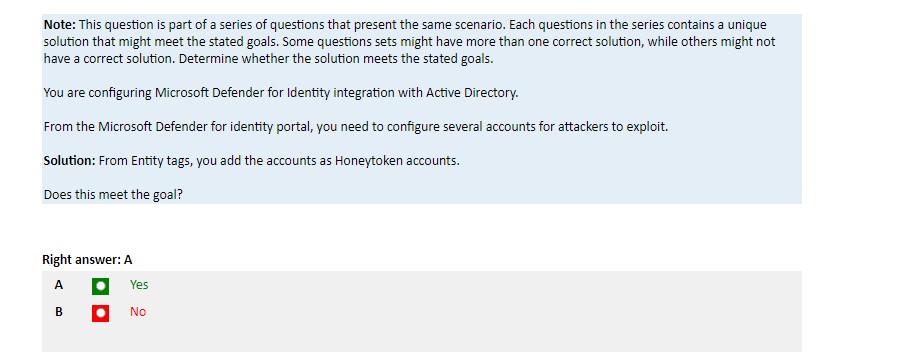 Note: This question is part of a series of questions that present the same scenario. Each questions in the series contains a unique
solution that might meet the stated goals. Some questions sets might have more than one correct solution, while others might not
have a correct solution. Determine whether the solution meets the stated goals.
You are configuring Microsoft Defender for Identity integration with Active Directory.
From the Microsoft Defender for identity portal, you need to configure several accounts for attackers to exploit.
Solution: From Entity tags, you add the accounts as Honeytoken accounts.
Does this meet the goal?
Right answer: A
A Yes
B No